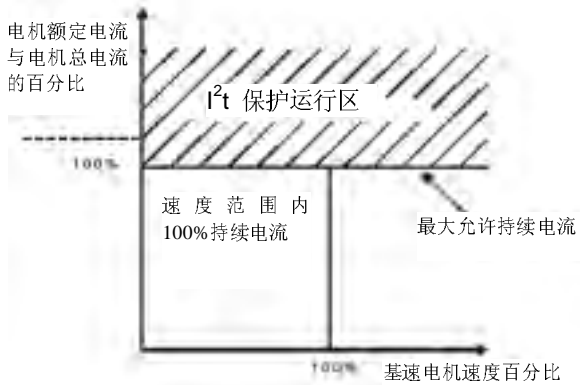 电机额定电流
与电机总电流
的百分比
I²t 保护运行区
100%
速度范围内
100%持续电流
最大允许持续电流
100%
基速电机速度百分比